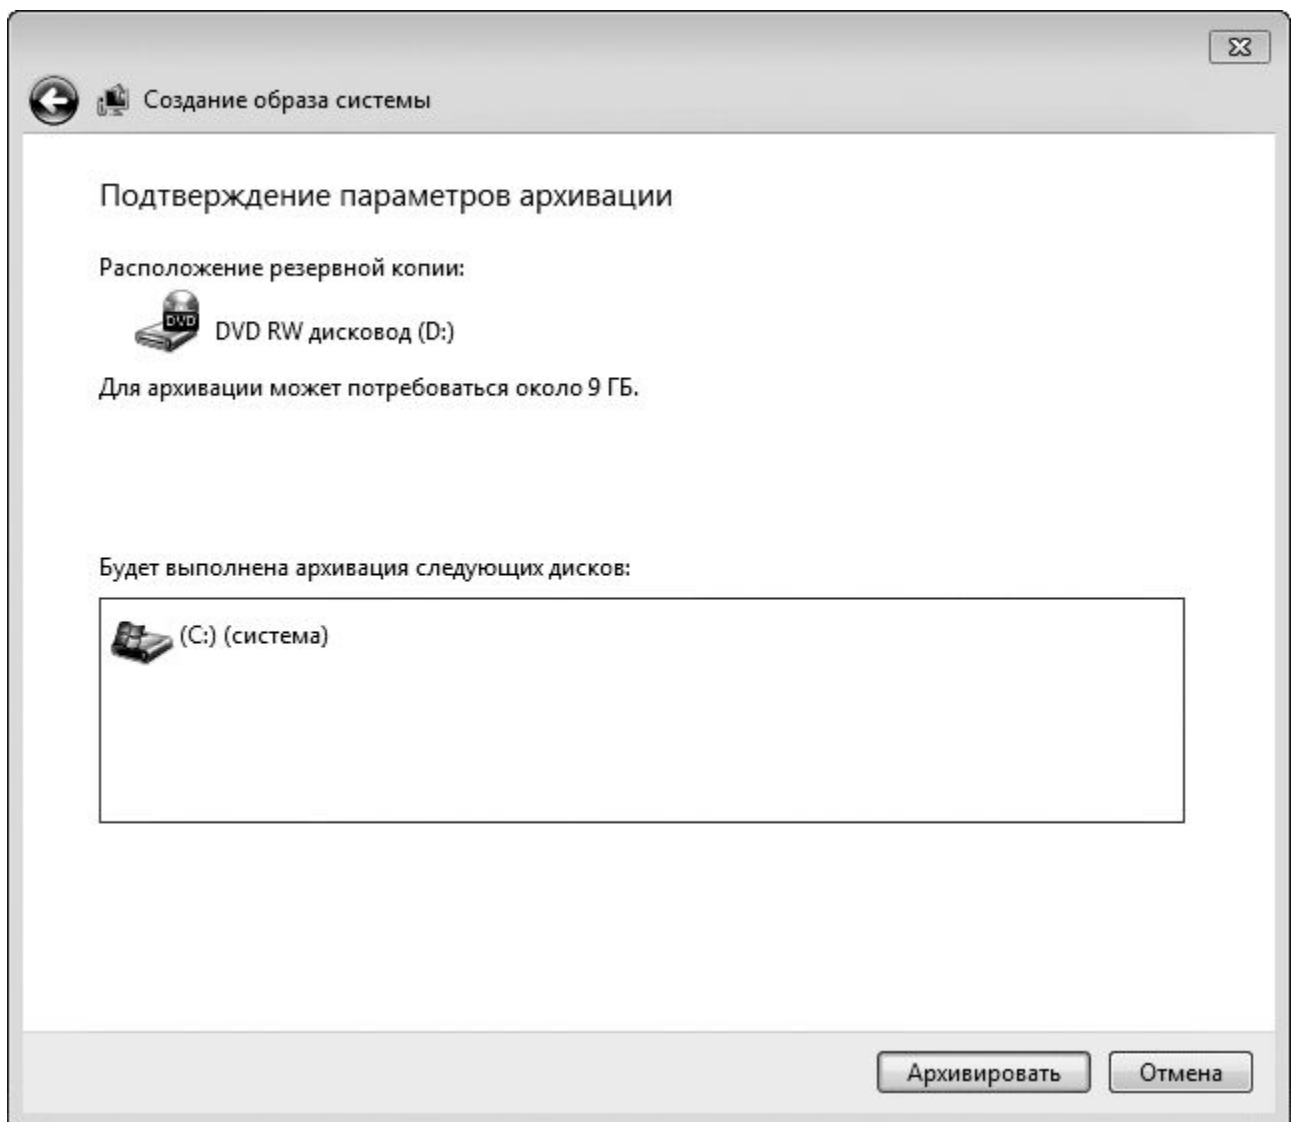 Создание образа системы
Подтверждение параметров архивации
Расположение резервной копии:
DVD
DVD RW дисковод (D:)
Для архивации может потребоваться около 9 ГБ.
Будет выполнена архивация следующих дисков:
(C:) (система)
Архивировать
Отмена